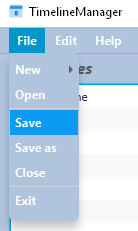 TimelineManager
File Edit Help
New
Open
Save
Save as
Close
Exit